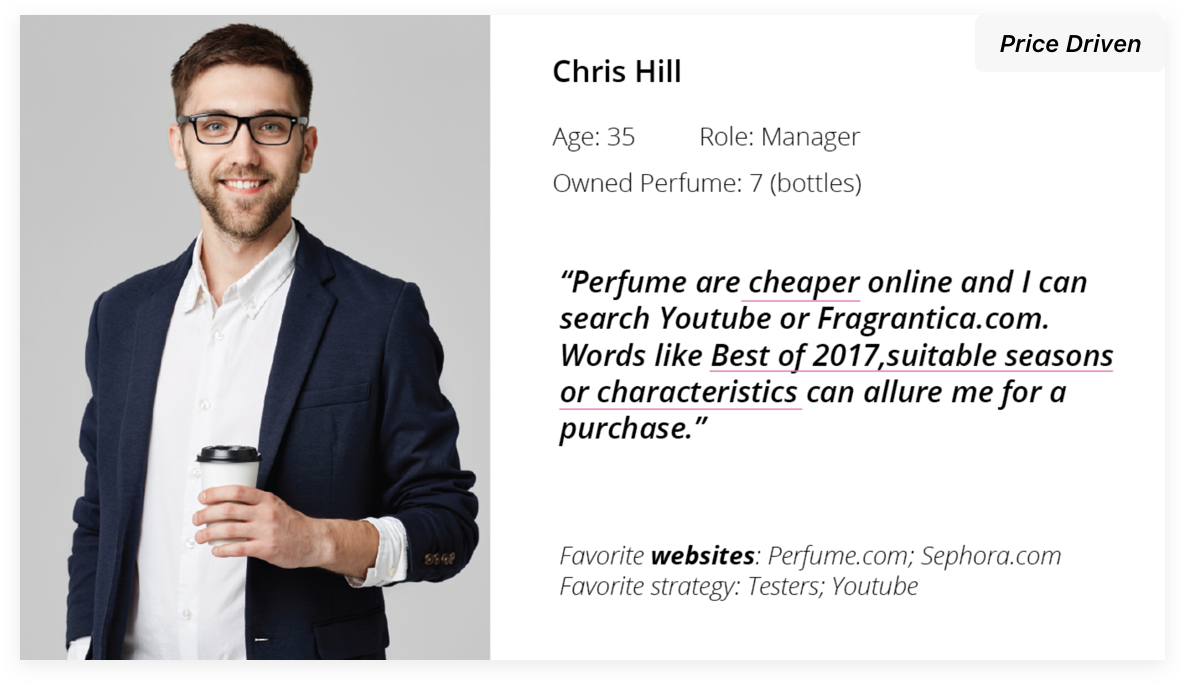 Price Driven
Chris Hill
Age: 35 Role: Manager
Owned Perfume: 7 (bottles)
“Perfume are cheaper online and I can
search Youtube or Fragrantica.com.
Words like Best of 2017,suitable seasons
or characteristics can allure me for a
purchase.”
Favorite websites: Perfume.com; Sephora.com
Favorite strategy: Testers; Youtube